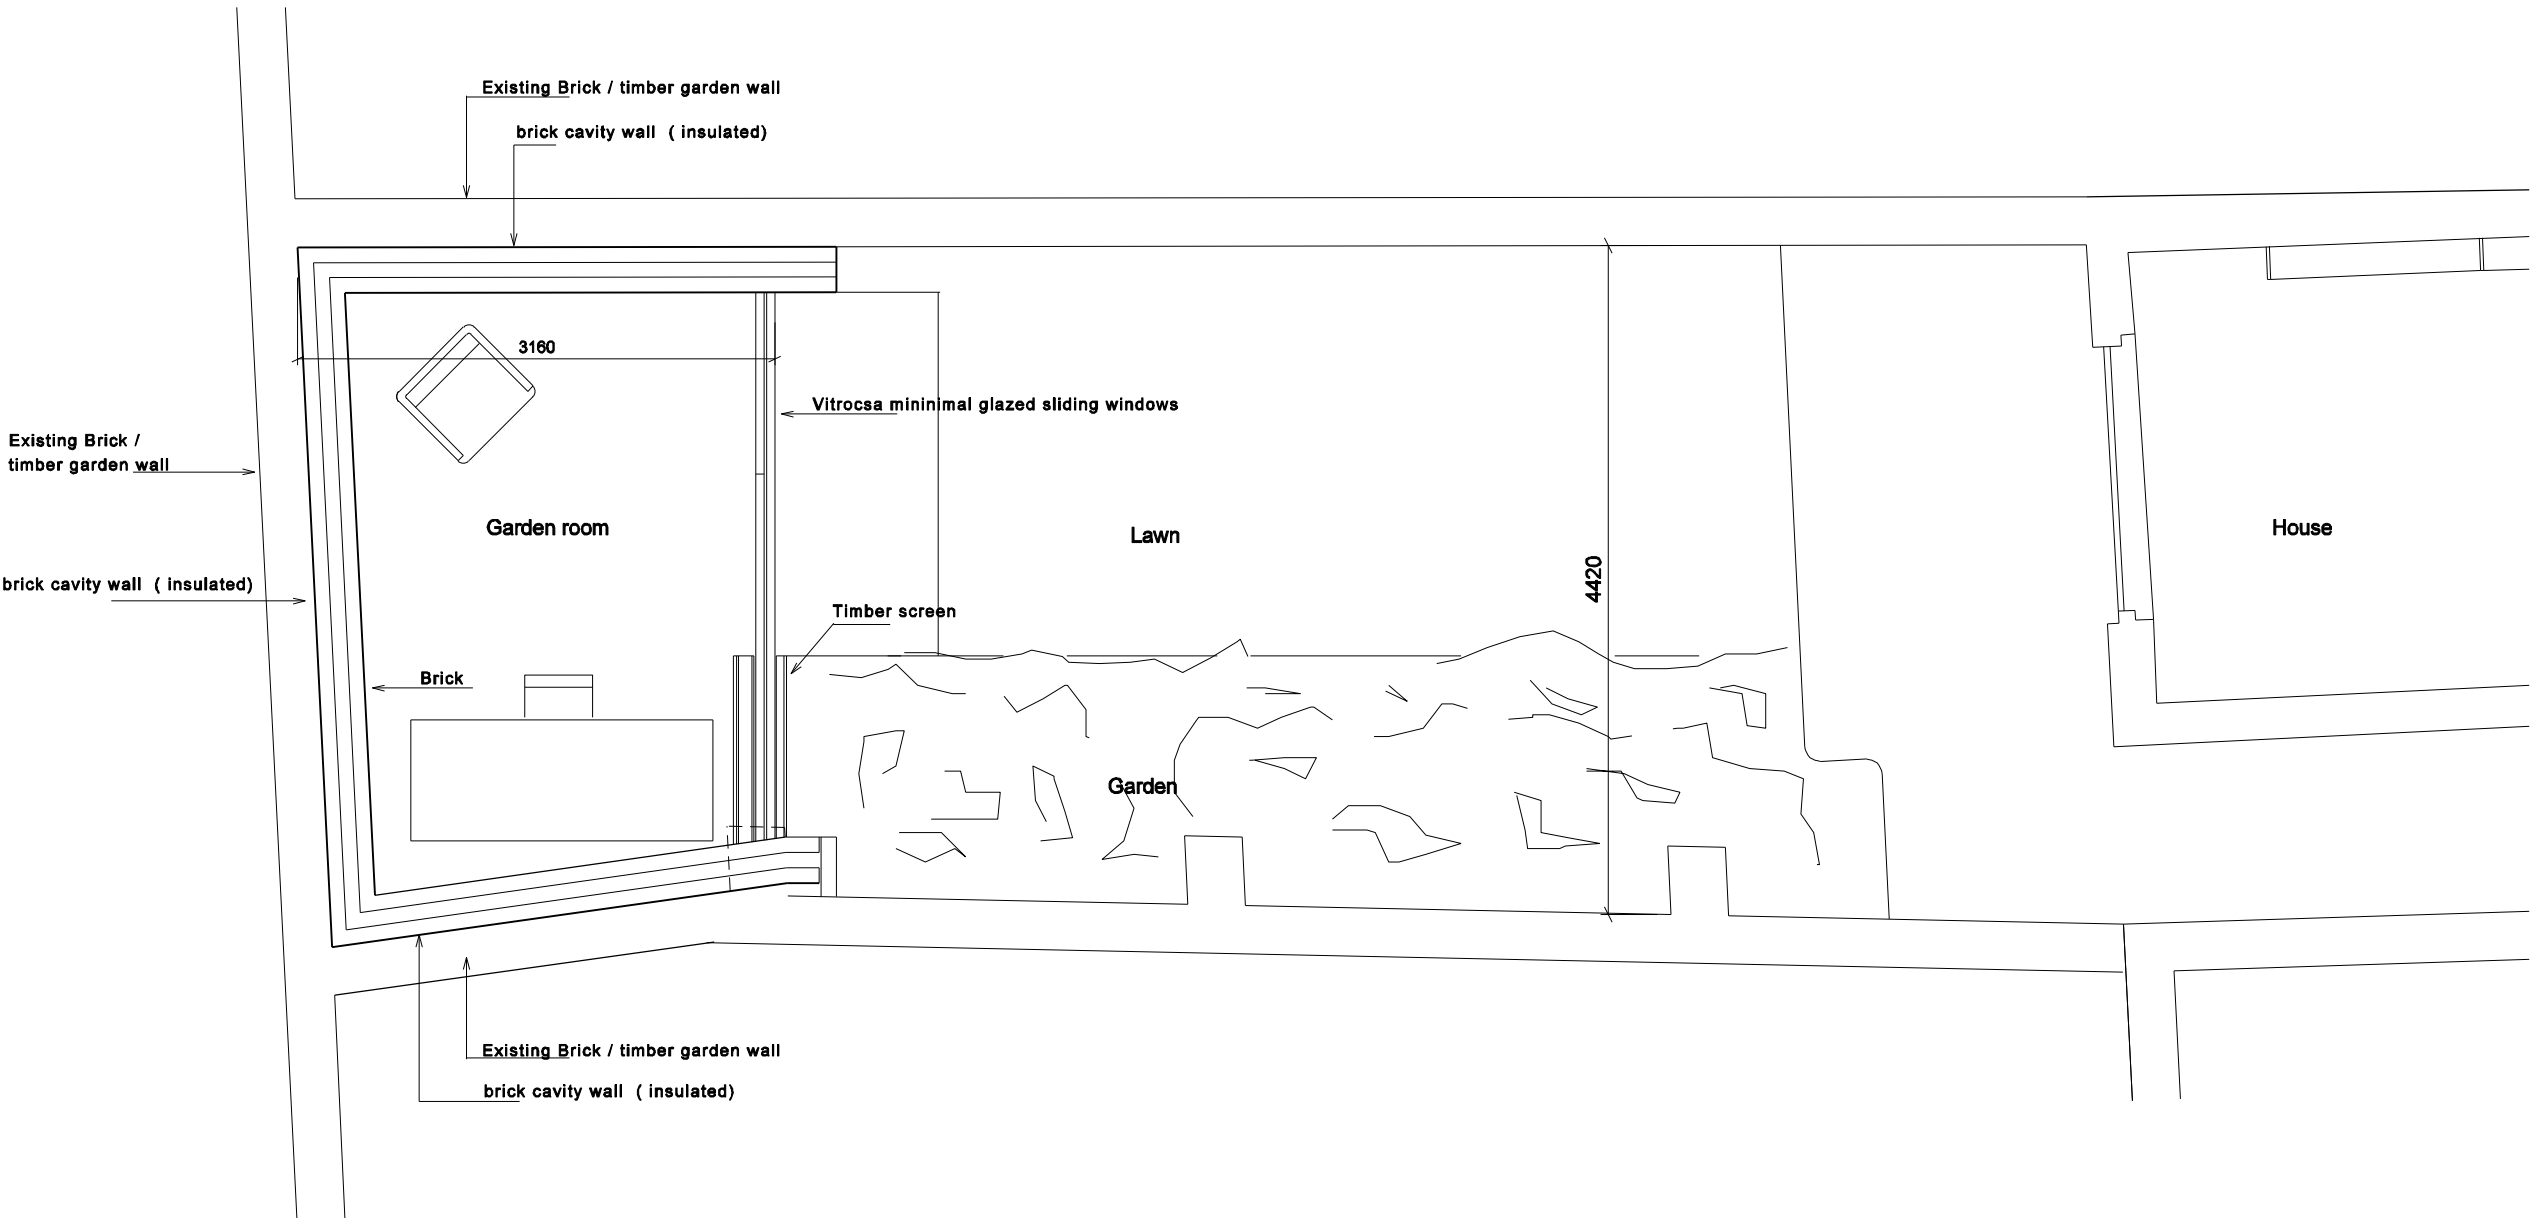 Existing Brick / timber garden wall
brick cavity wall ( insulated)
3160
Vitrocsa mininimal glazed sliding windows
Existing Brick /
timber garden wall
Garden room
Lawn
House
4420
brick cavity wall ( insulated)
Timber screen
Brick
Garden
Existing Brick / timber garden wall
brick cavity wall ( insulated)